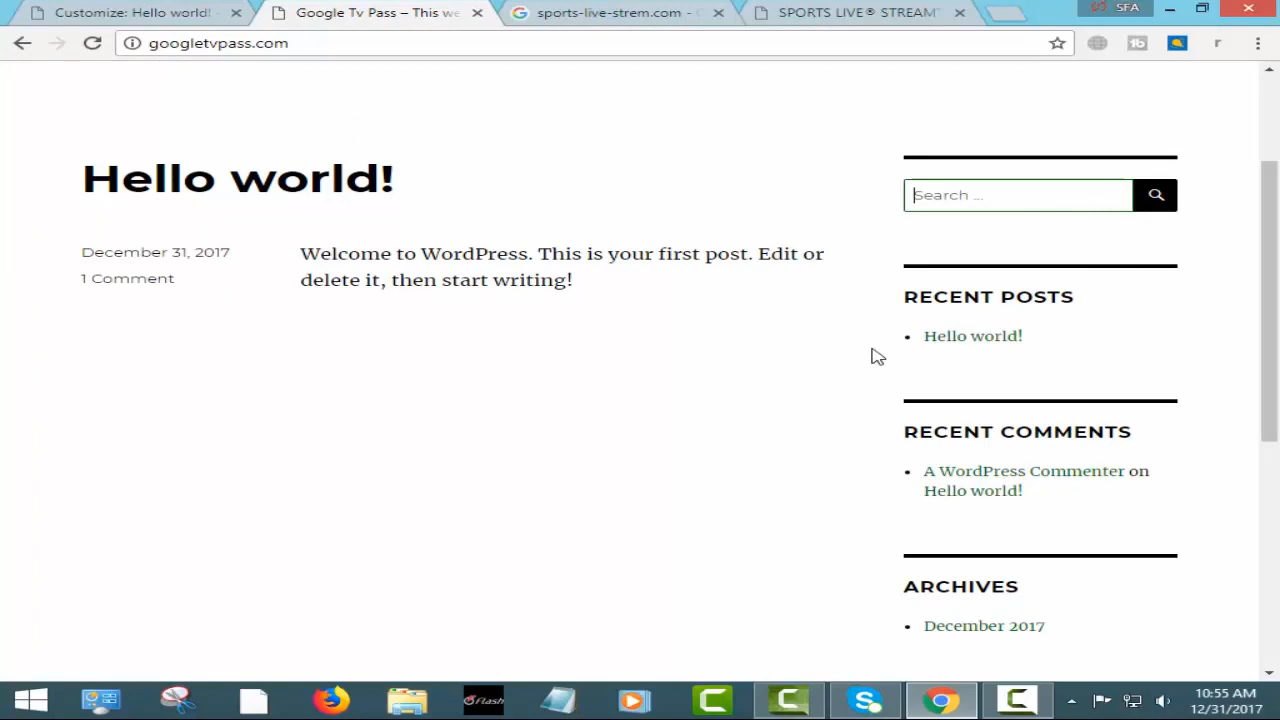 Customize: Hello world! -
Google Tv Pass – This we
sports-live-strem.com - G
SPORTS LIVE® STREAM
SFA
googletvpass.com
r
Hello world!
December 31, 2017
1 Comment
Welcome to WordPress. This is your first post. Edit or
delete it, then start writing!
Search ...
RECENT POSTS
Hello world!
RECENT COMMENTS
A WordPress Commenter on
Hello world!
ARCHIVES
December 2017
Flash
10:55 AM
12/31/2017